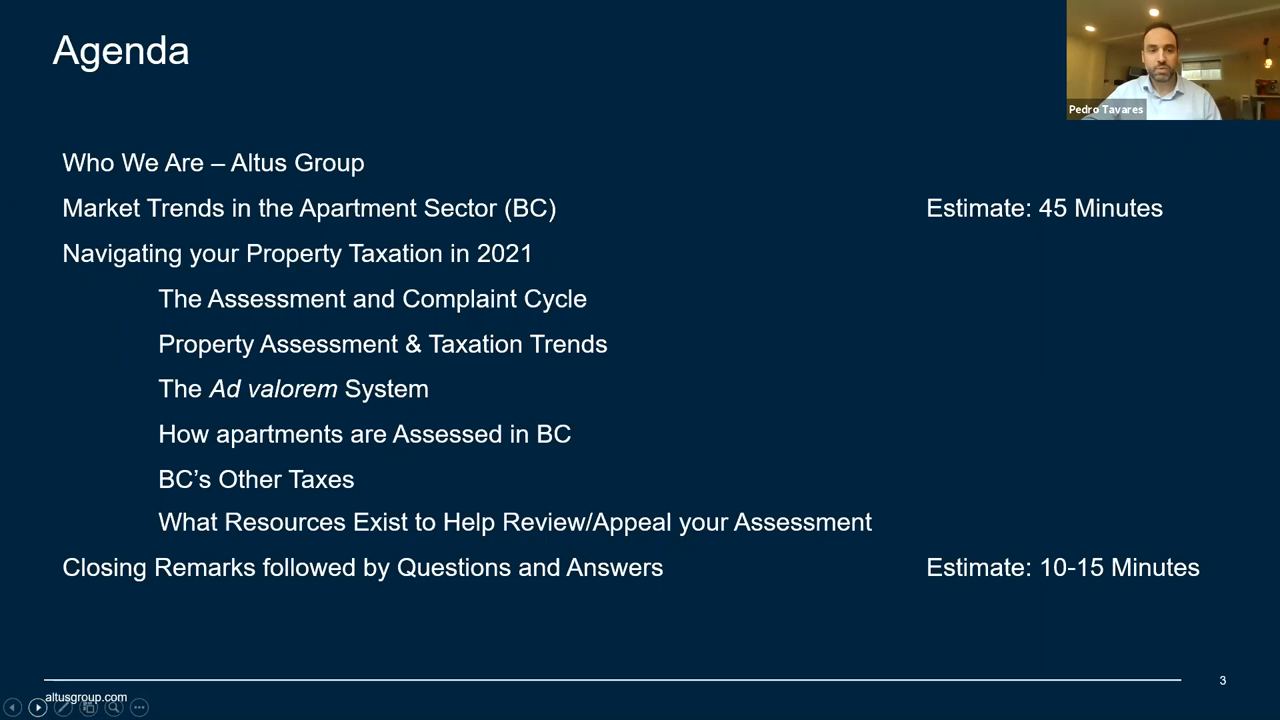 Agenda
Pedro Tavares
Who We Are – Altus Group
Market Trends in the Apartment Sector (BC) Estimate: 45 Minutes
Navigating your Property Taxation in 2021
The Assessment and Complaint Cycle
Property Assessment & Taxation Trends
The Ad valorem System
How apartments are Assessed in BC
BC’s Other Taxes
What Resources Exist to Help Review/Appeal your Assessment
Closing Remarks followed by Questions and Answers Estimate: 10-15 Minutes
3
altusgroup.com